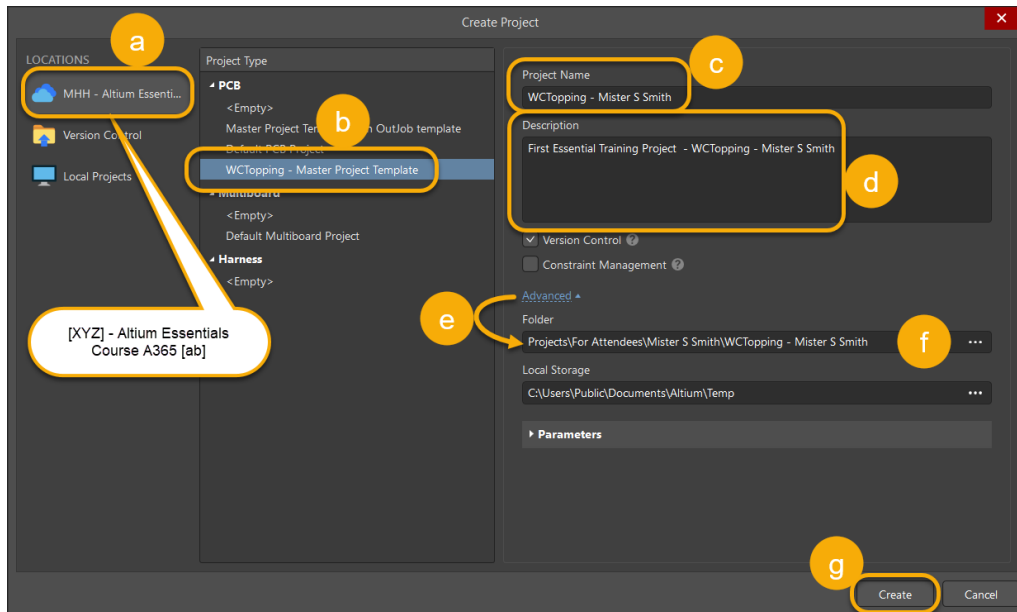 Create Project
LOCATIONS
a
MHH - Altium Essenti...
Version Control
Local Projects
[XYZ] - Altium Essentials
Course A365 [ab]
Project Type
PCB
<Empty>
b
Master Project Tem OutJob template
Default PCB Project
WCTopping - Master Project Template
Multiboard
<Empty>
Default Multiboard Project
Harness
<Empty>
c
Project Name
WCTopping - Mister S Smith
Description
First Essential Training Project - WCTopping - Mister S Smith
d
Version Control ?
Constraint Management ?
Advanced
e
Folder
Projects\For Attendees\Mister S Smith\WCTopping - Mister S Smith
f
...
Local Storage
C:\Users\Public\Documents\Altium\Temp
...
Parameters
g
Create
Cancel